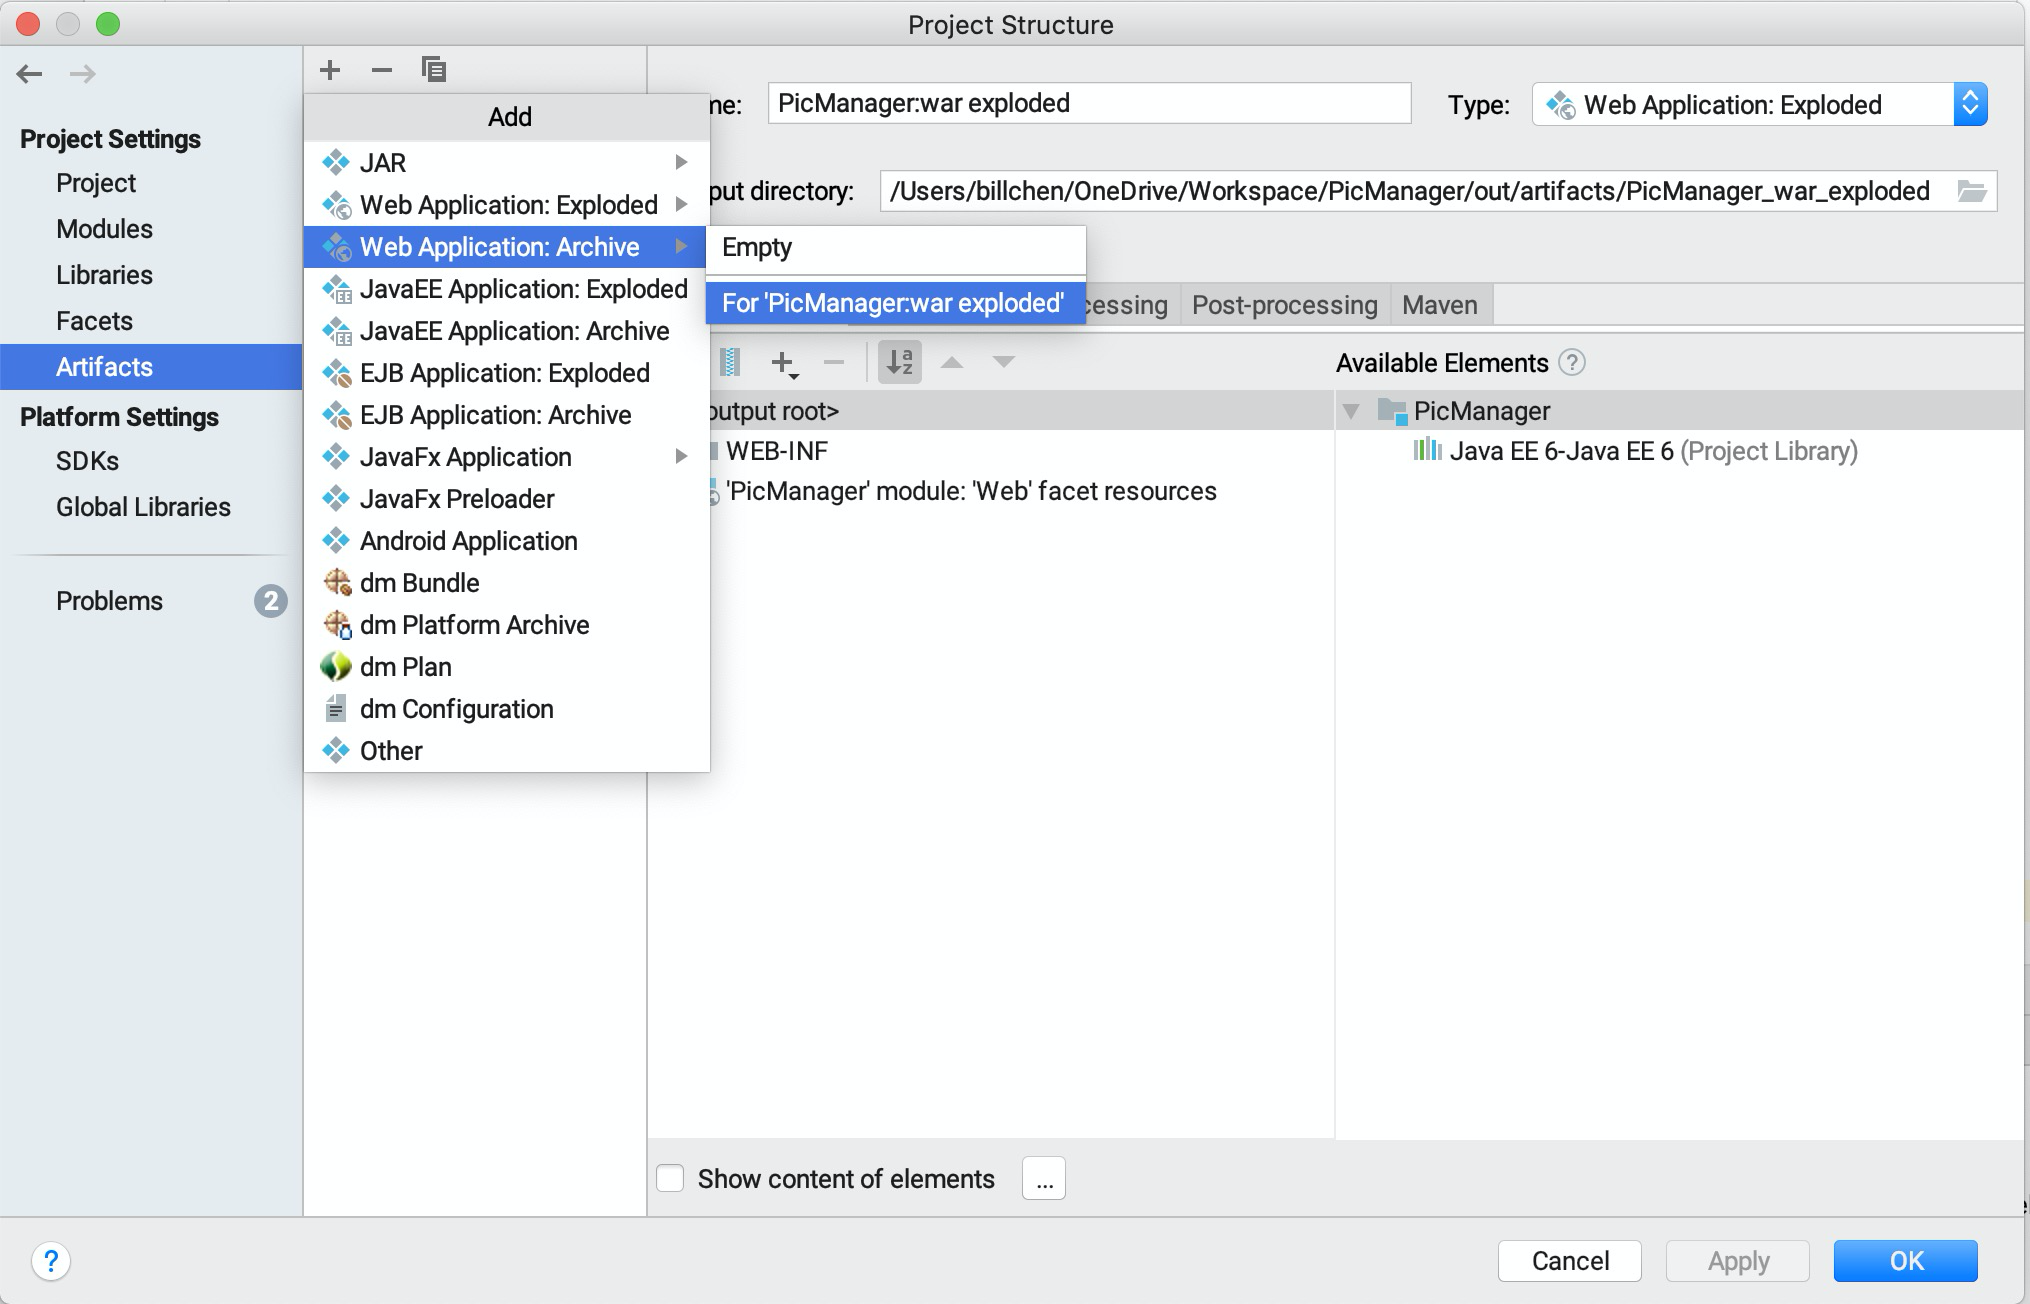 Project Structure
Project Settings
Project
Modules
Libraries
Facets
Artifacts
Platform Settings
SDKs
Global Libraries
Problems 2
Add
JAR
Web Application: Exploded
Web Application: Archive
JavaEE Application: Exploded
JavaEE Application: Archive
EJB Application: Exploded
EJB Application: Archive
JavaFx Application
JavaFx Preloader
Android Application
dm Bundle
dm Platform Archive
dm Plan
dm Configuration
Other
Empty
For 'PicManager:war exploded'
me: PicManager:war exploded Type: Web Application: Exploded
put directory: /Users/billchen/OneDrive/Workspace/PicManager/out/artifacts/PicManager_war_exploded
cessing Post-processing Maven
Available Elements ?
output root>
WEB-INF
'PicManager' module: 'Web' facet resources
PicManager
Java EE 6-Java EE 6 (Project Library)
Show content of elements ...
? Cancel Apply OK